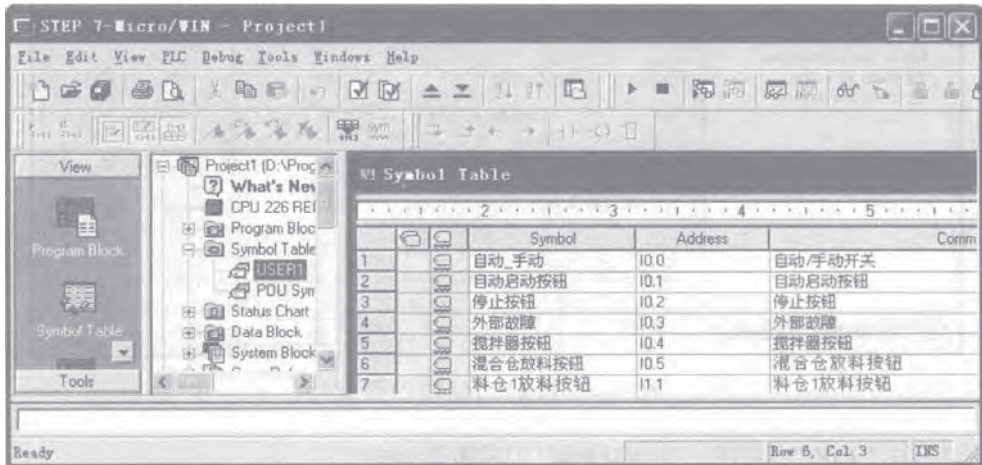 STEP 7-Micro/WIN - Project1
File Edit View PLC Debug Tools Windows Help
View
Program Block
Symbol Table
Tools
Project1 (D:\Prog
What's New
CPU 226 REI
Program Bloc
Symbol Table
USER1
POU Sym
Status Chart
Data Block
System Block
Symbol Table
2 3 4 5
Symbol Address Comm
1 自动_手动 I0.0 自动/手动开关
2 自动启动按钮 I0.1 自动启动按钮
3 停止按钮 I0.2 停止按钮
4 外部故障 I0.3 外部故障
5 搅拌器按钮 I0.4 搅拌器按钮
6 混合仓放料按钮 I0.5 混合仓放料按钮
7 料仓1放料按钮 I1.1 料仓1放料按钮
Ready Row 6, Col 3 INS